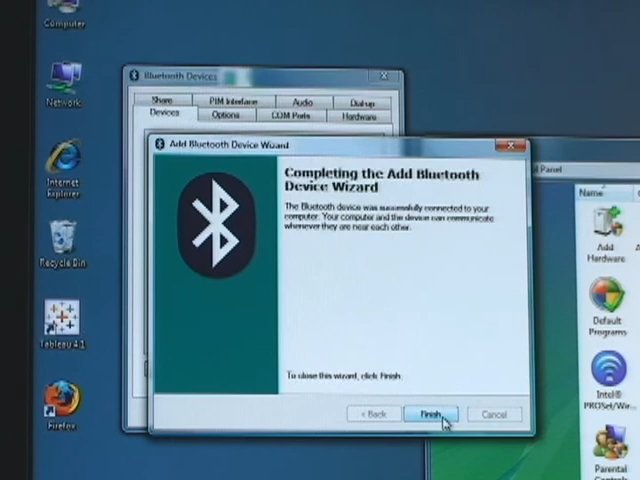 Computer
Network
Internet
Explorer
Recycle Bin
Tableau 4.1
Firefox
Bluetooth Devices
Share
PIM Interface
Audio
Dial-up
Devices
Options
COM Ports
Hardware
Add Bluetooth Device Wizard
Completing the Add Bluetooth
Device Wizard
The Bluetooth device was successfully connected to your
computer. Your computer and the device can communicate
whenever they are near each other.
To close this wizard, click Finish.
< Back
Finish
Cancel
Panel
Name
Add
Hardware
Default
Programs
Intel®
PROSet/Wire...
Parental